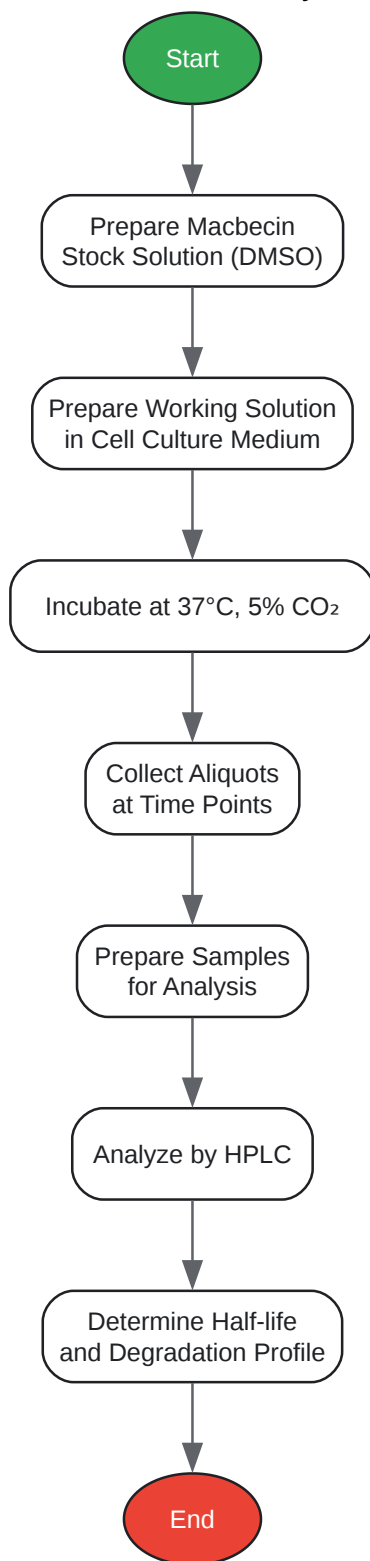 Start
Prepare Macbecin
Stock Solution (DMSO)
Prepare Working Solution
in Cell Culture Medium
Incubate at 37°C, 5% CO₂
Collect Aliquots
at Time Points
Prepare Samples
for Analysis
Analyze by HPLC
Determine Half-life
and Degradation Profile
End